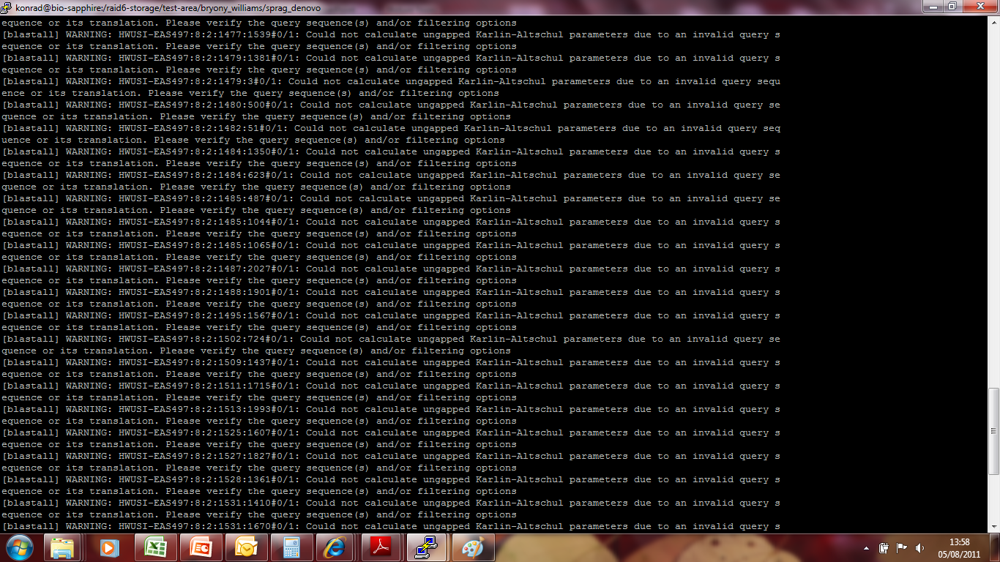 konrad@bio-sapphire:/raid6-storage/test-area/bryony_williams/sprag_denovo
equence or its translation. Please verify the query sequence(s) and/or filtering options
[blastall] WARNING: HWUSI-EAS497:8:2:1477:1539#0/1: Could not calculate ungapped Karlin-Altschul parameters due to an invalid query s
equence or its translation. Please verify the query sequence(s) and/or filtering options
[blastall] WARNING: HWUSI-EAS497:8:2:1479:1381#0/1: Could not calculate ungapped Karlin-Altschul parameters due to an invalid query s
equence or its translation. Please verify the query sequence(s) and/or filtering options
[blastall] WARNING: HWUSI-EAS497:8:2:1479:3#0/1: Could not calculate ungapped Karlin-Altschul parameters due to an invalid query sequ
ence or its translation. Please verify the query sequence(s) and/or filtering options
[blastall] WARNING: HWUSI-EAS497:8:2:1480:500#0/1: Could not calculate ungapped Karlin-Altschul parameters due to an invalid query se
quence or its translation. Please verify the query sequence(s) and/or filtering options
[blastall] WARNING: HWUSI-EAS497:8:2:1482:51#0/1: Could not calculate ungapped Karlin-Altschul parameters due to an invalid query seq
uence or its translation. Please verify the query sequence(s) and/or filtering options
[blastall] WARNING: HWUSI-EAS497:8:2:1484:1350#0/1: Could not calculate ungapped Karlin-Altschul parameters due to an invalid query s
equence or its translation. Please verify the query sequence(s) and/or filtering options
[blastall] WARNING: HWUSI-EAS497:8:2:1484:623#0/1: Could not calculate ungapped Karlin-Altschul parameters due to an invalid query se
quence or its translation. Please verify the query sequence(s) and/or filtering options
[blastall] WARNING: HWUSI-EAS497:8:2:1485:487#0/1: Could not calculate ungapped Karlin-Altschul parameters due to an invalid query se
quence or its translation. Please verify the query sequence(s) and/or filtering options
[blastall] WARNING: HWUSI-EAS497:8:2:1485:1044#0/1: Could not calculate ungapped Karlin-Altschul parameters due to an invalid query s
equence or its translation. Please verify the query sequence(s) and/or filtering options
[blastall] WARNING: HWUSI-EAS497:8:2:1485:1065#0/1: Could not calculate ungapped Karlin-Altschul parameters due to an invalid query s
equence or its translation. Please verify the query sequence(s) and/or filtering options
[blastall] WARNING: HWUSI-EAS497:8:2:1487:2027#0/1: Could not calculate ungapped Karlin-Altschul parameters due to an invalid query s
equence or its translation. Please verify the query sequence(s) and/or filtering options
[blastall] WARNING: HWUSI-EAS497:8:2:1488:1901#0/1: Could not calculate ungapped Karlin-Altschul parameters due to an invalid query s
equence or its translation. Please verify the query sequence(s) and/or filtering options
[blastall] WARNING: HWUSI-EAS497:8:2:1495:1567#0/1: Could not calculate ungapped Karlin-Altschul parameters due to an invalid query s
equence or its translation. Please verify the query sequence(s) and/or filtering options
[blastall] WARNING: HWUSI-EAS497:8:2:1502:724#0/1: Could not calculate ungapped Karlin-Altschul parameters due to an invalid query se
quence or its translation. Please verify the query sequence(s) and/or filtering options
[blastall] WARNING: HWUSI-EAS497:8:2:1509:1437#0/1: Could not calculate ungapped Karlin-Altschul parameters due to an invalid query s
equence or its translation. Please verify the query sequence(s) and/or filtering options
[blastall] WARNING: HWUSI-EAS497:8:2:1511:1715#0/1: Could not calculate ungapped Karlin-Altschul parameters due to an invalid query s
equence or its translation. Please verify the query sequence(s) and/or filtering options
[blastall] WARNING: HWUSI-EAS497:8:2:1513:1993#0/1: Could not calculate ungapped Karlin-Altschul parameters due to an invalid query s
equence or its translation. Please verify the query sequence(s) and/or filtering options
[blastall] WARNING: HWUSI-EAS497:8:2:1525:1607#0/1: Could not calculate ungapped Karlin-Altschul parameters due to an invalid query s
equence or its translation. Please verify the query sequence(s) and/or filtering options
[blastall] WARNING: HWUSI-EAS497:8:2:1527:1827#0/1: Could not calculate ungapped Karlin-Altschul parameters due to an invalid query s
equence or its translation. Please verify the query sequence(s) and/or filtering options
[blastall] WARNING: HWUSI-EAS497:8:2:1528:1361#0/1: Could not calculate ungapped Karlin-Altschul parameters due to an invalid query s
equence or its translation. Please verify the query sequence(s) and/or filtering options
[blastall] WARNING: HWUSI-EAS497:8:2:1531:1410#0/1: Could not calculate ungapped Karlin-Altschul parameters due to an invalid query s
equence or its translation. Please verify the query sequence(s) and/or filtering options
[blastall] WARNING: HWUSI-EAS497:8:2:1531:1670#0/1: Could not calculate ungapped Karlin-Altschul parameters due to an invalid query s
13:58
05/08/2011